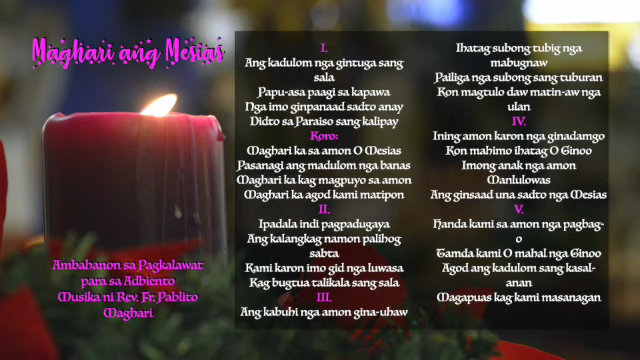 Maghari ang Mesias
Ambahanon sa Pagkalawat
para sa Adbiento
Musika ni Rev. Fr. Pablito
Maghari
I.
Ang kadulom nga gintuga sang
sala
Papu-asa paagi sa kapawa
Nga imo ginpanaad sadto anay
Didto sa Paraiso sang kalipay
Koro:
Maghari ka sa amon O Mesias
Pasanagi ang madulom nga banas
Maghari ka kag magpuyo sa amon
Maghari ka agod kami matipon
II.
Ipadala indi pagpadugaya
Ang kalangkag namon palihog
sabta
Kami karon imo gid nga luwasa
Kag bugtua talikala sang sala
III.
Ang kabuhi nga amon gina-uhaw
Ihatag subong tubig nga
mabugnaw
Pailiga nga subong sang tuburan
Kon magtulo daw matin-aw nga
ulan
IV.
Ining amon karon nga ginadamgo
Kon mahimo ihatag O Ginoo
Imong anak nga amon
Manlulowas
Ang ginsaad una sadto nga Mesias
V.
Handa kami sa amon nga pagbag-
o
Tamda kami O mahal nga Ginoo
Agod ang kadulom sang kasal-
anan
Magapuas kag kami masanagan